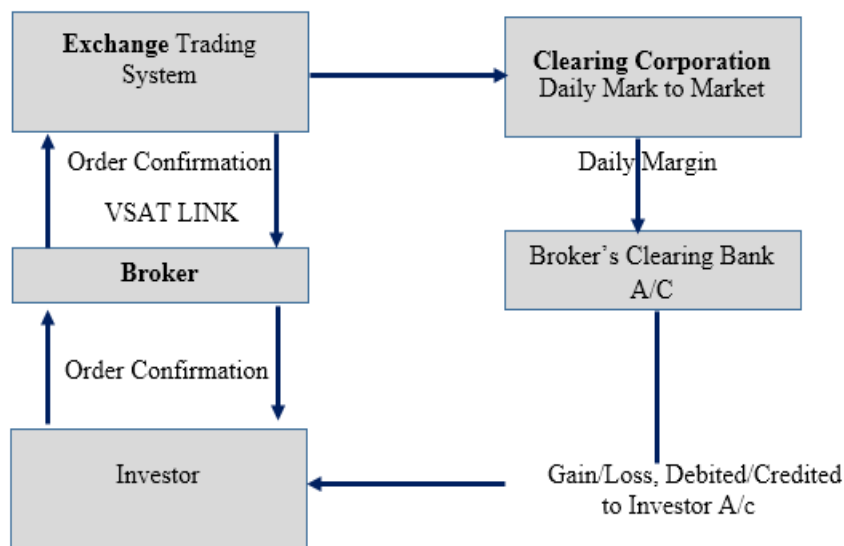 Exchange Trading
System
Clearing Corporation
Daily Mark to Market
Order Confirmation
VSAT LINK
Daily Margin
Broker
Broker’s Clearing Bank
A/C
Order Confirmation
Investor
Gain/Loss, Debited/Credited
to Investor A/c